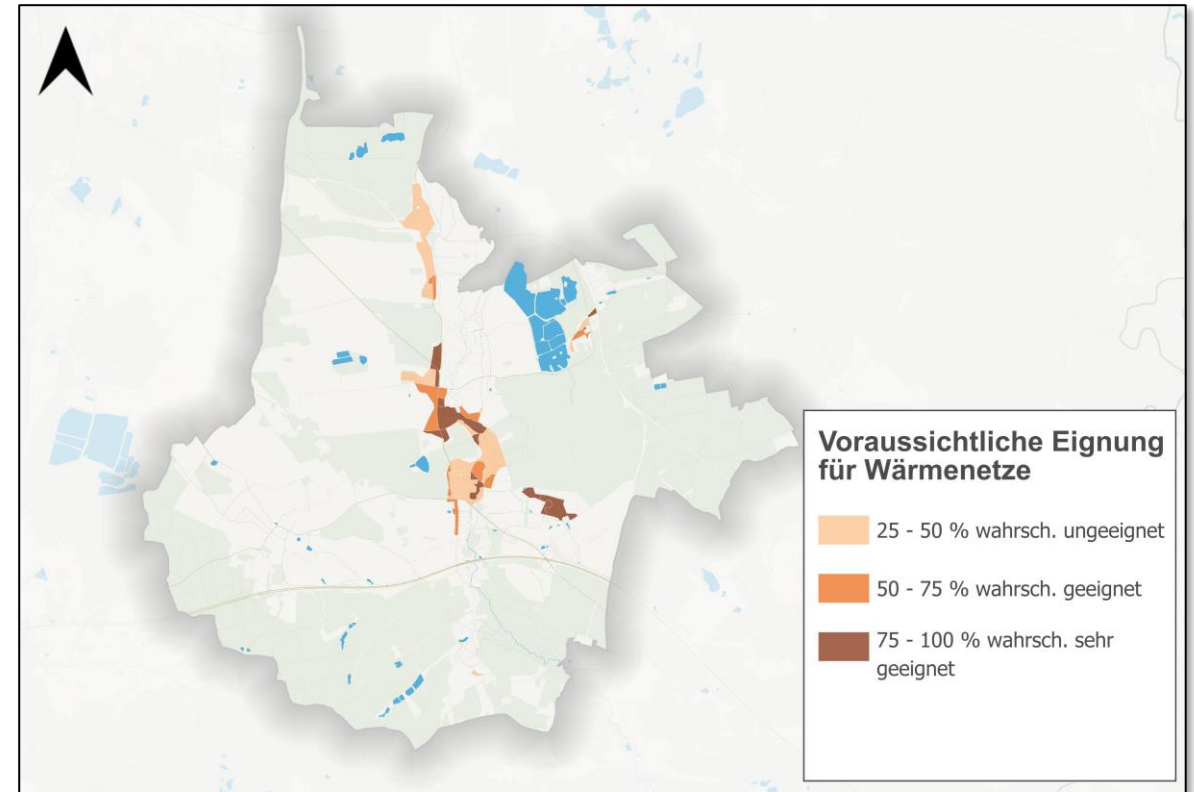 Voraussichtliche Eignung
für Wärmenetze
25 - 50 % wahrsch. ungeeignet
50 - 75 % wahrsch. geeignet
75 - 100 % wahrsch. sehr
geeignet